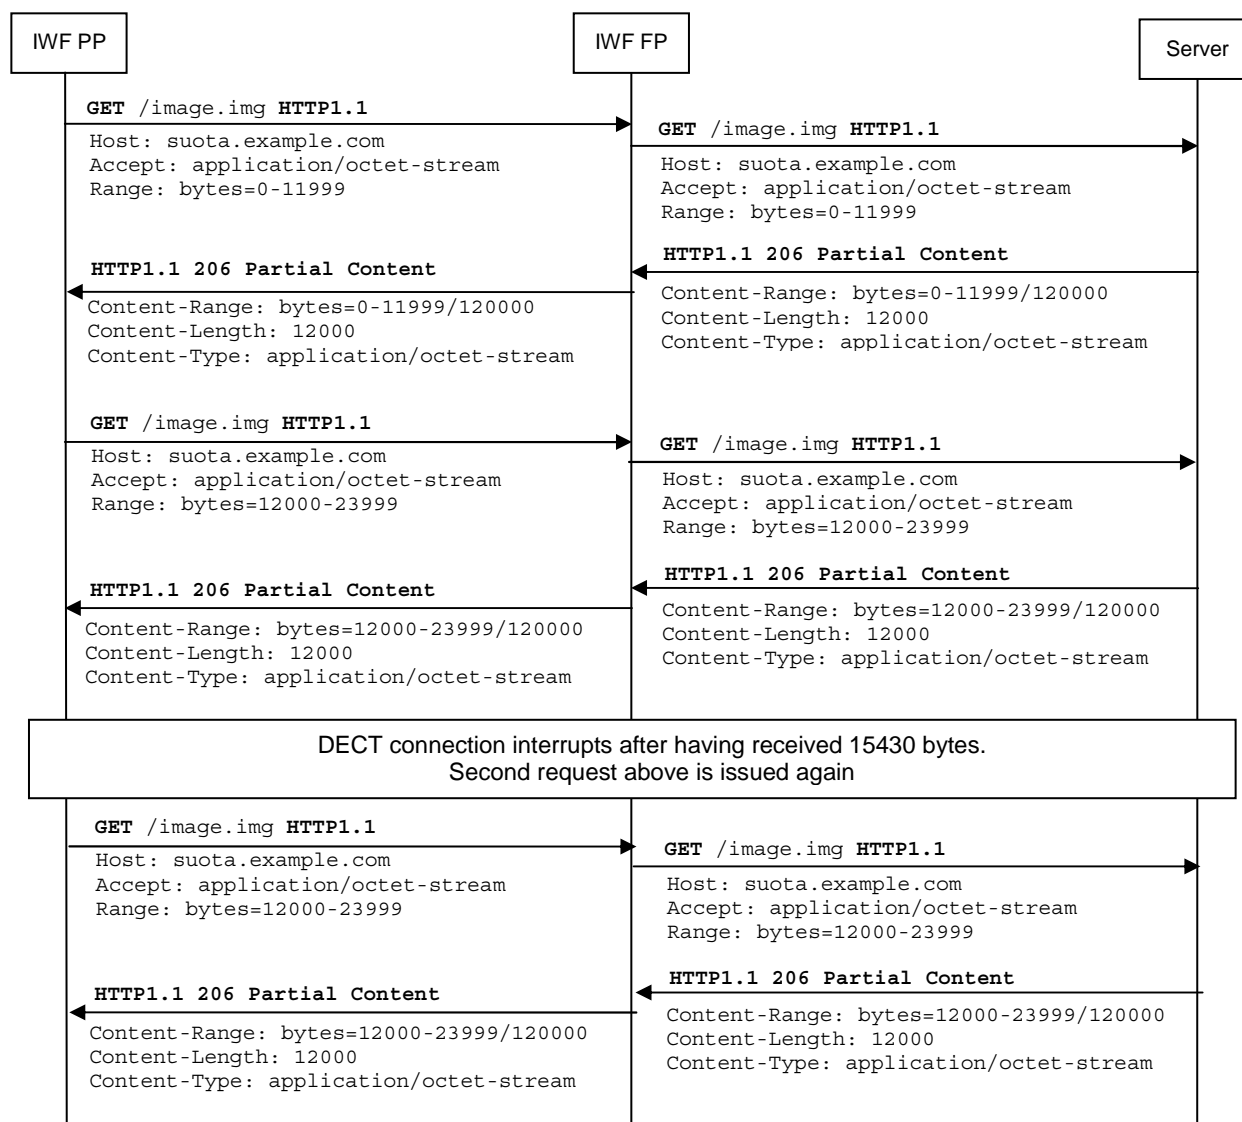 IWF PP
IWF FP
Server
GET /image.img HTTP1.1
Host: suota.example.com
Accept: application/octet-stream
Range: bytes=0-11999
GET /image.img HTTP1.1
Host: suota.example.com
Accept: application/octet-stream
Range: bytes=0-11999
HTTP1.1 206 Partial Content
Content-Range: bytes=0-11999/120000
Content-Length: 12000
Content-Type: application/octet-stream
HTTP1.1 206 Partial Content
Content-Range: bytes=0-11999/120000
Content-Length: 12000
Content-Type: application/octet-stream
GET /image.img HTTP1.1
Host: suota.example.com
Accept: application/octet-stream
Range: bytes=12000-23999
GET /image.img HTTP1.1
Host: suota.example.com
Accept: application/octet-stream
Range: bytes=12000-23999
HTTP1.1 206 Partial Content
Content-Range: bytes=12000-23999/120000
Content-Length: 12000
Content-Type: application/octet-stream
HTTP1.1 206 Partial Content
Content-Range: bytes=12000-23999/120000
Content-Length: 12000
Content-Type: application/octet-stream
DECT connection interrupts after having received 15430 bytes.
Second request above is issued again
GET /image.img HTTP1.1
Host: suota.example.com
Accept: application/octet-stream
Range: bytes=12000-23999
GET /image.img HTTP1.1
Host: suota.example.com
Accept: application/octet-stream
Range: bytes=12000-23999
HTTP1.1 206 Partial Content
Content-Range: bytes=12000-23999/120000
Content-Length: 12000
Content-Type: application/octet-stream
HTTP1.1 206 Partial Content
Content-Range: bytes=12000-23999/120000
Content-Length: 12000
Content-Type: application/octet-stream